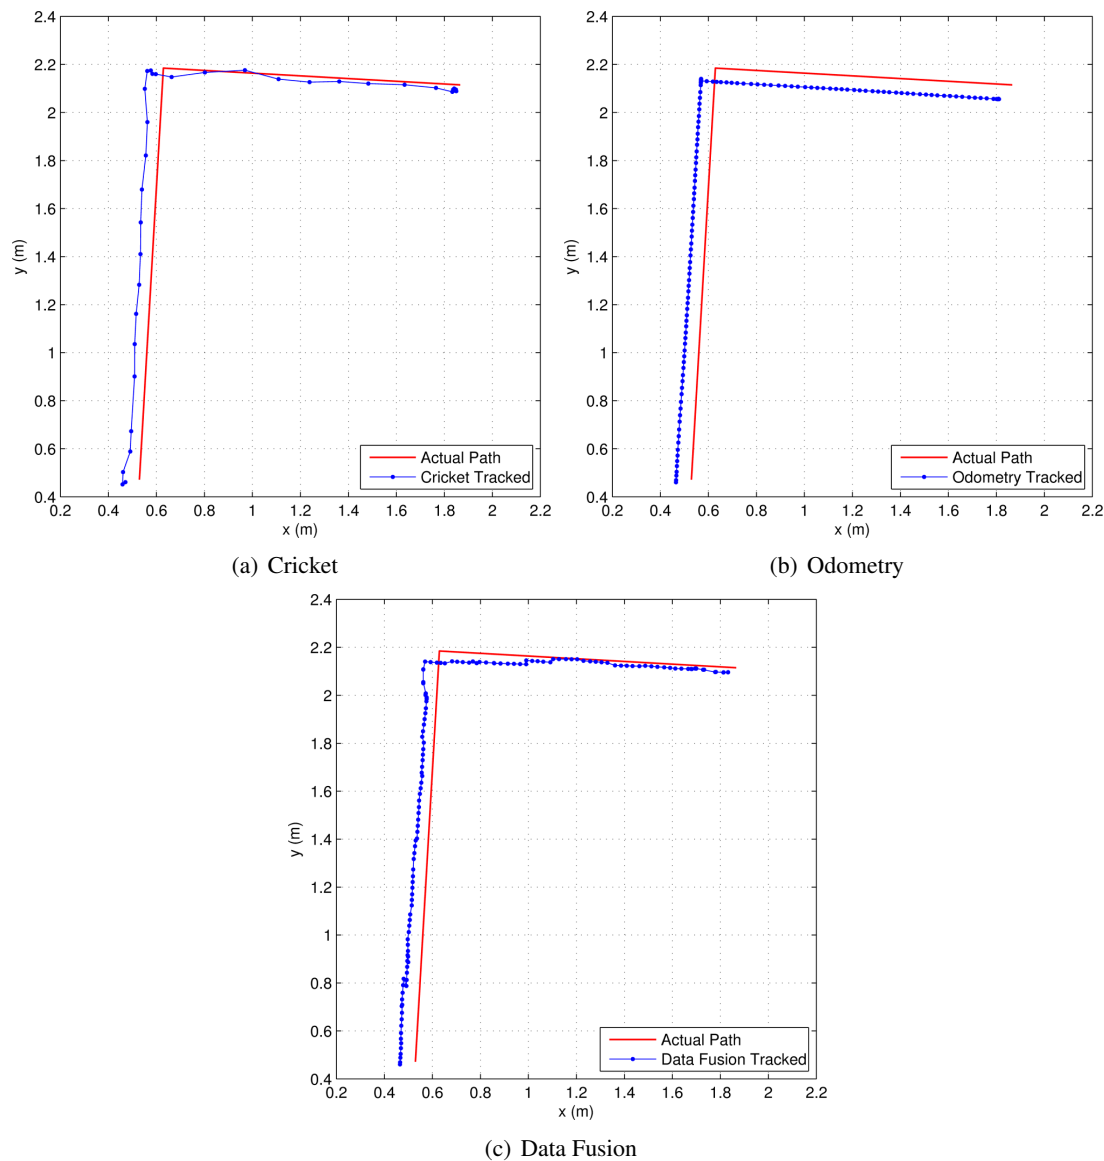 2.4
2.2
2
1.8
1.6
1.4
1.2
1
0.8
0.6
0.4
y (m)
0.2 0.4 0.6 0.8 1 1.2 1.4 1.6 1.8 2 2.2
x (m)
Actual Path
Cricket Tracked
(a) Cricket
2.4
2.2
2
1.8
1.6
1.4
1.2
1
0.8
0.6
0.4
y (m)
0.2 0.4 0.6 0.8 1 1.2 1.4 1.6 1.8 2 2.2
x (m)
Actual Path
Odometry Tracked
(b) Odometry
2.4
2.2
2
1.8
1.6
1.4
1.2
1
0.8
0.6
0.4
y (m)
0.2 0.4 0.6 0.8 1 1.2 1.4 1.6 1.8 2 2.2
x (m)
Actual Path
Data Fusion Tracked
(c) Data Fusion